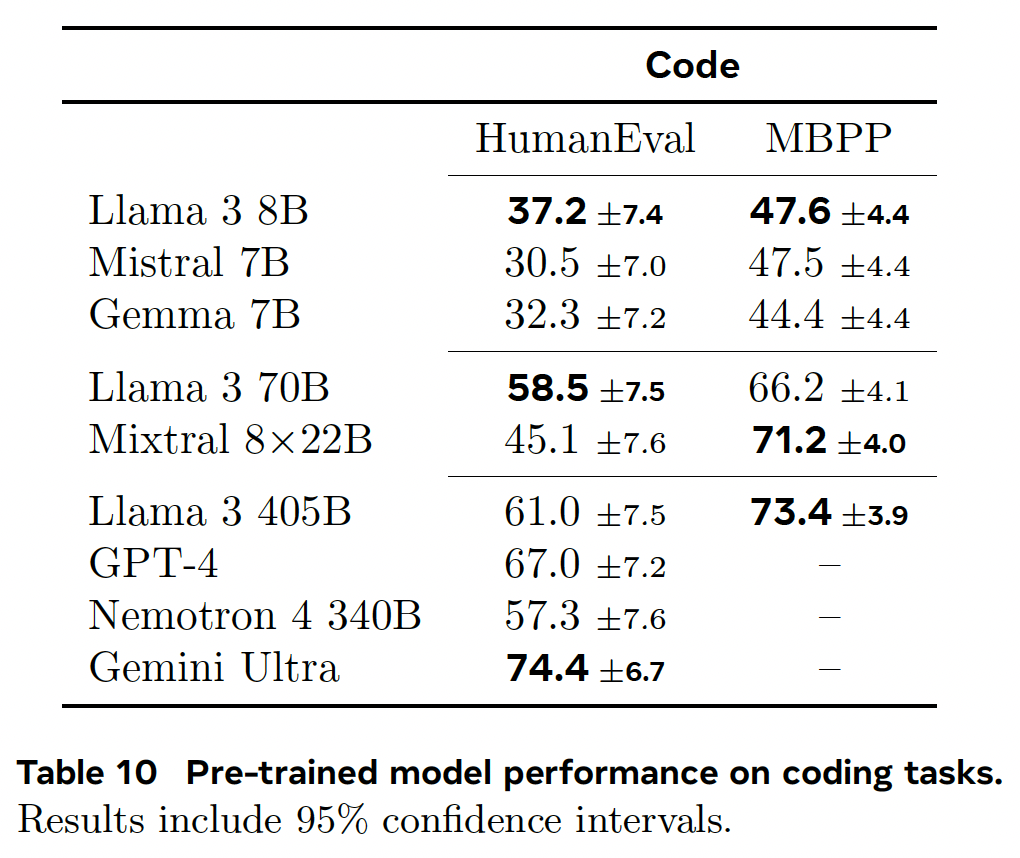 Code
HumanEval MBPP
Llama 3 8B 37.2 ±7.4 47.6 ±4.4
Mistral 7B 30.5 ±7.0 47.5 ±4.4
Gemma 7B 32.3 ±7.2 44.4 ±4.4
Llama 3 70B 58.5 ±7.5 66.2 ±4.1
Mixtral 8×22B 45.1 ±7.6 71.2 ±4.0
Llama 3 405B 61.0 ±7.5 73.4 ±3.9
GPT-4 67.0 ±7.2 –
Nemotron 4 340B 57.3 ±7.6 –
Gemini Ultra 74.4 ±6.7 –
Table 10 Pre-trained model performance on coding tasks.
Results include 95% confidence intervals.